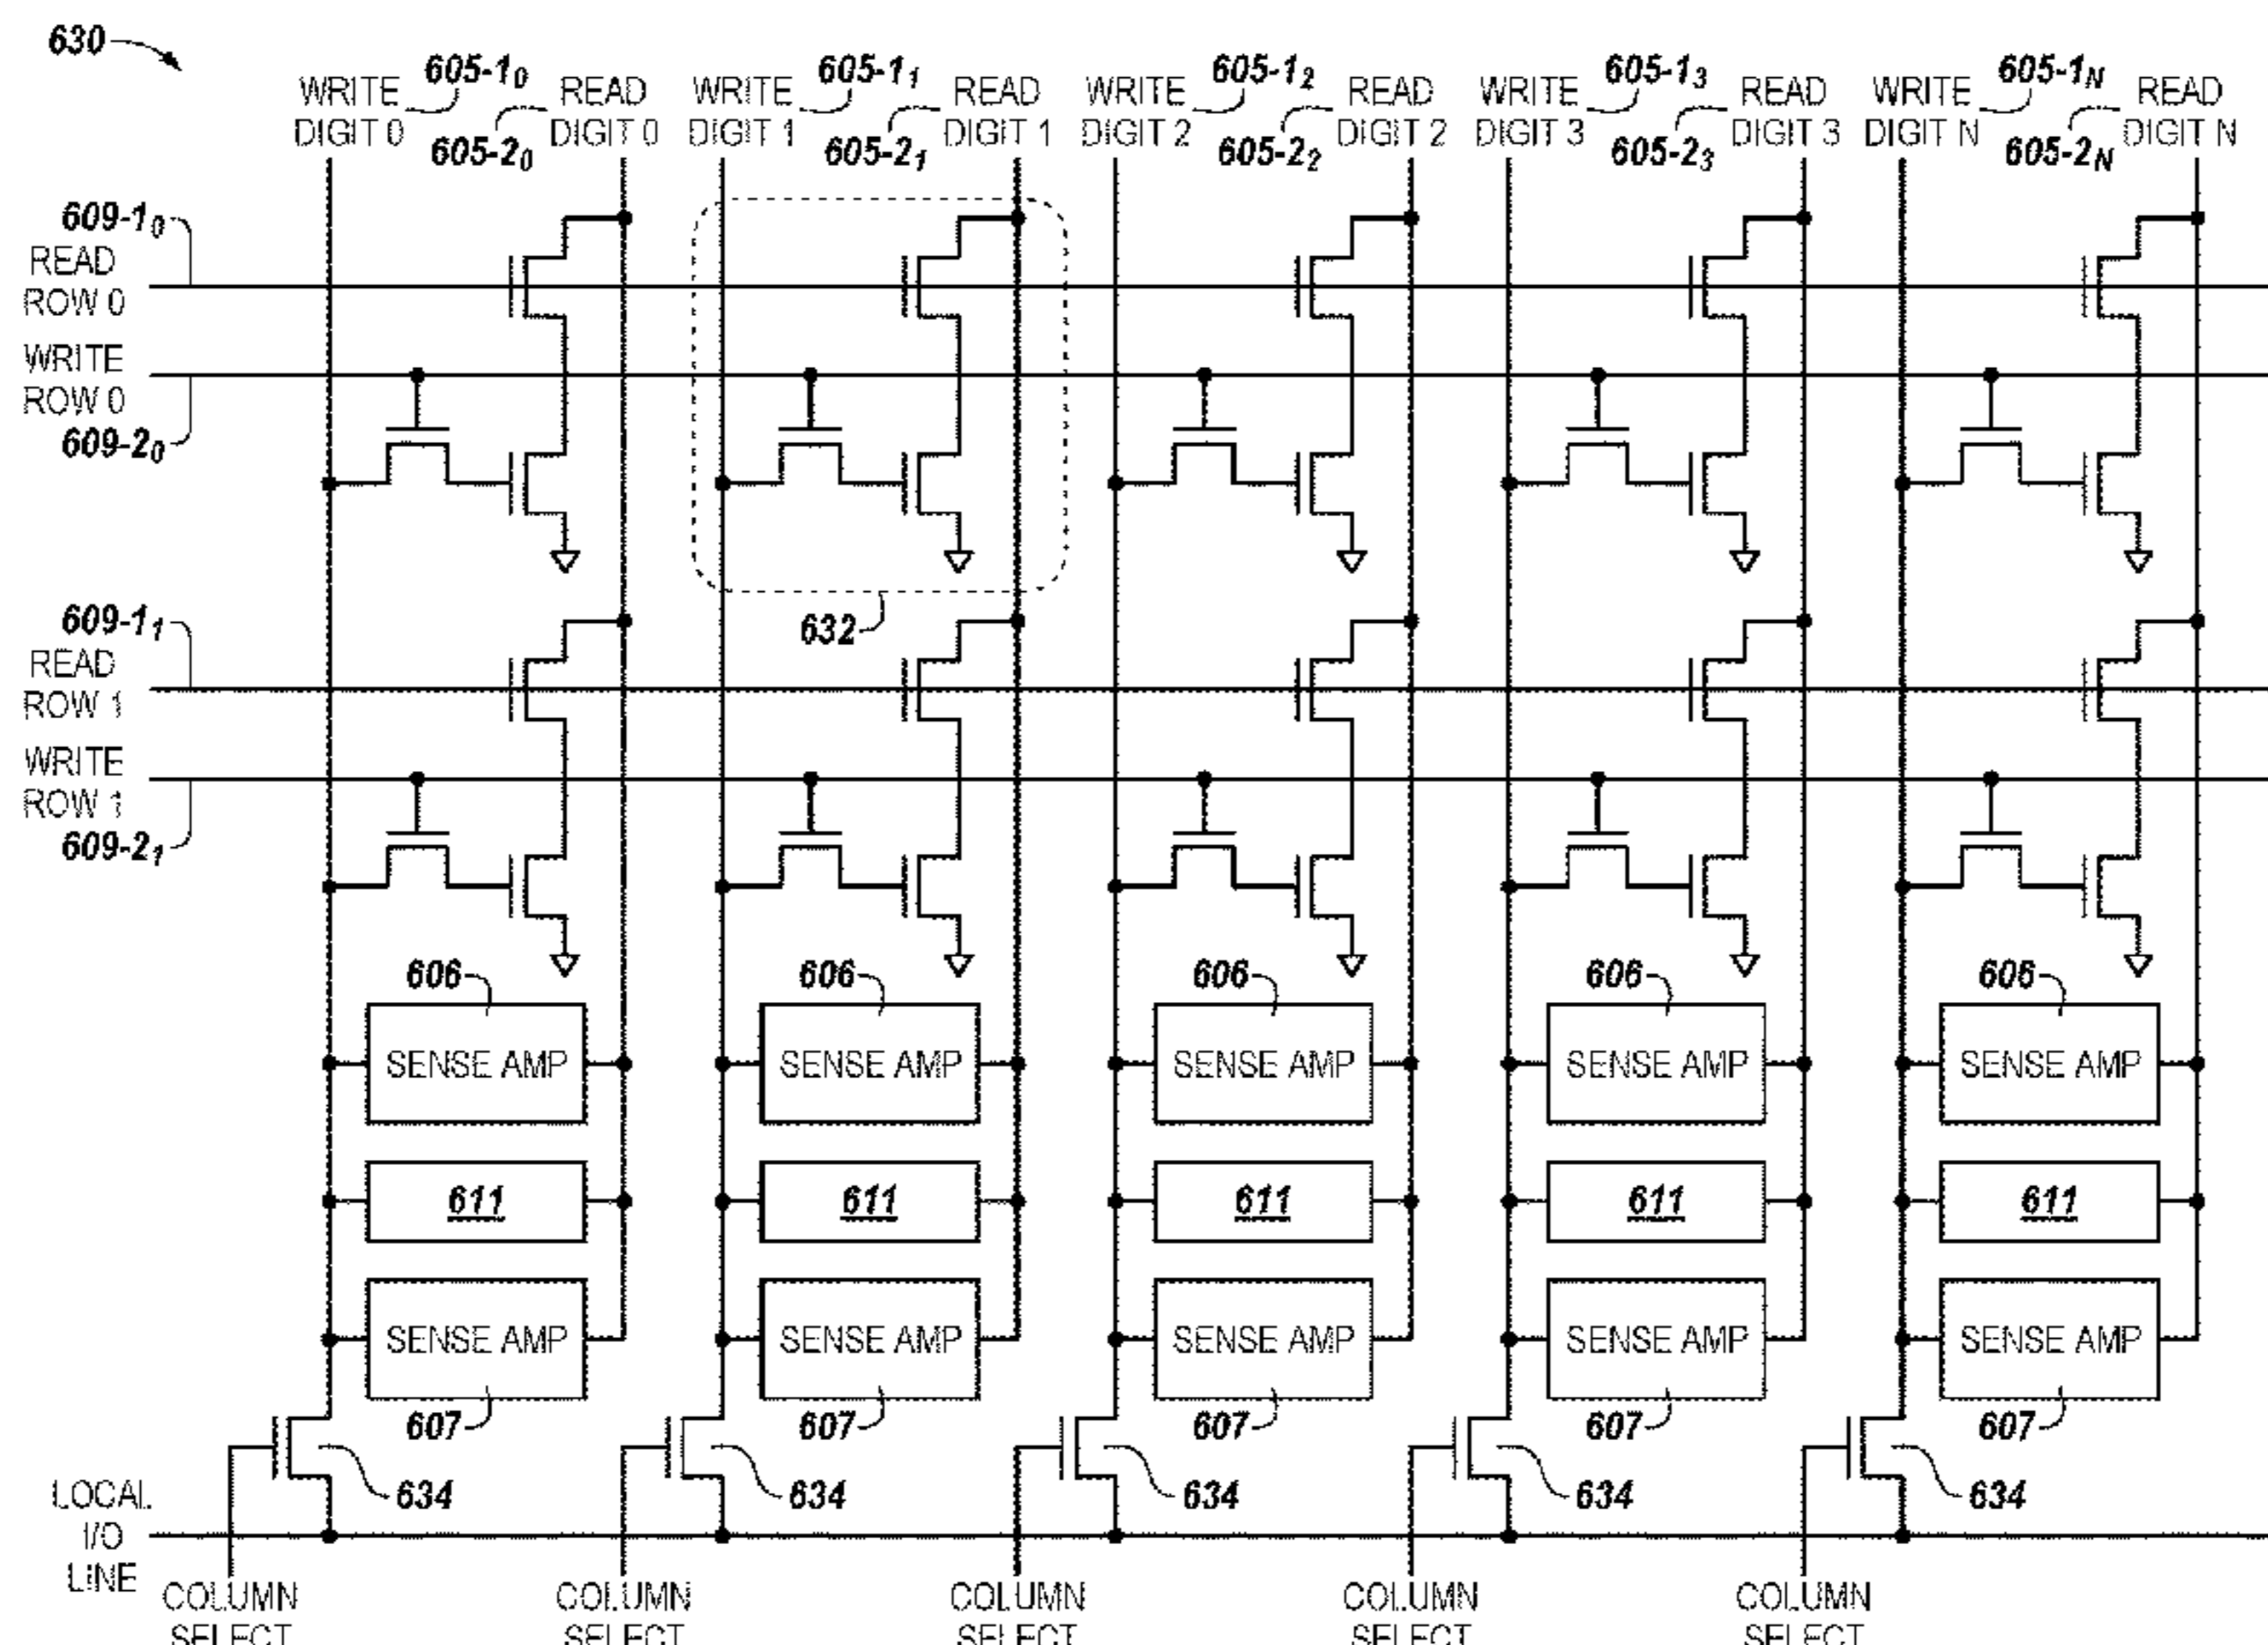 630
WRITE DIGIT 0
605-1₀
605-2₀
READ DIGIT 0
WRITE DIGIT 1
605-1₁
605-2₁
READ DIGIT 1
WRITE DIGIT 2
605-1₂
605-2₂
READ DIGIT 2
WRITE DIGIT 3
605-1₃
605-2₃
READ DIGIT 3
WRITE DIGIT N
605-1N
605-2N
READ DIGIT N
609-1₀
READ
ROW 0
WRITE
ROW 0
609-2₀
632
609-1₁
READ
ROW 1
WRITE
ROW 1
609-2₁
606 606 606 606 606
SENSE AMP SENSE AMP SENSE AMP SENSE AMP SENSE AMP
611 611 611 611 611
SENSE AMP SENSE AMP SENSE AMP SENSE AMP SENSE AMP
607 607 607 607 607
634 634 634 634 634
LOCAL
I/O
LINE
COLUMN COLUMN COLUMN COLUMN COLUMN
SELECT SELECT SELECT SELECT SELECT